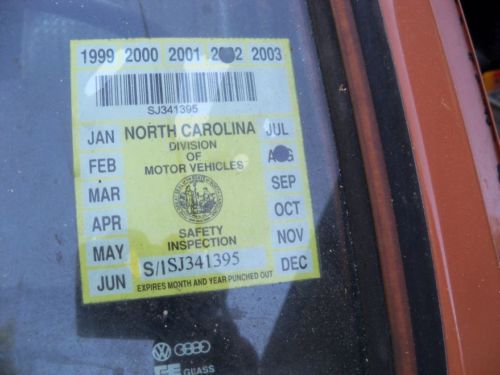 1999 2000 2001 2002 2003
SJ341395
JAN NORTH CAROLINA JUL
DIVISION
FEB OF AUG
MOTOR VEHICLES
MAR SEP
APR OCT
SAFETY
MAY INSPECTION NOV
S/1SJ341395
JUN DEC
EXPIRES MONTH AND YEAR PUNCHED OUT
VW
GLASS